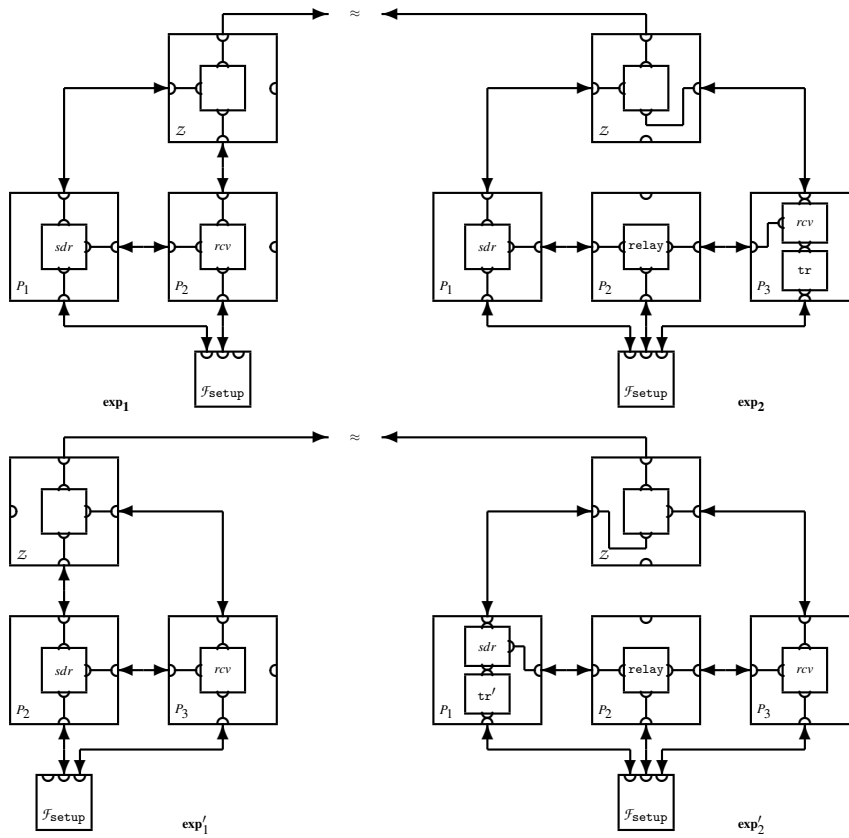 ≈
𝒵 𝒵
sdr rcv sdr relay rcv
tr
P1 P2 P1 P2 P3
ℱsetup ℱsetup
exp1 exp2
≈
𝒵 𝒵
sdr rcv sdr relay rcv
tr′
P2 P3 P1 P2 P3
ℱsetup ℱsetup
exp′1 exp′2